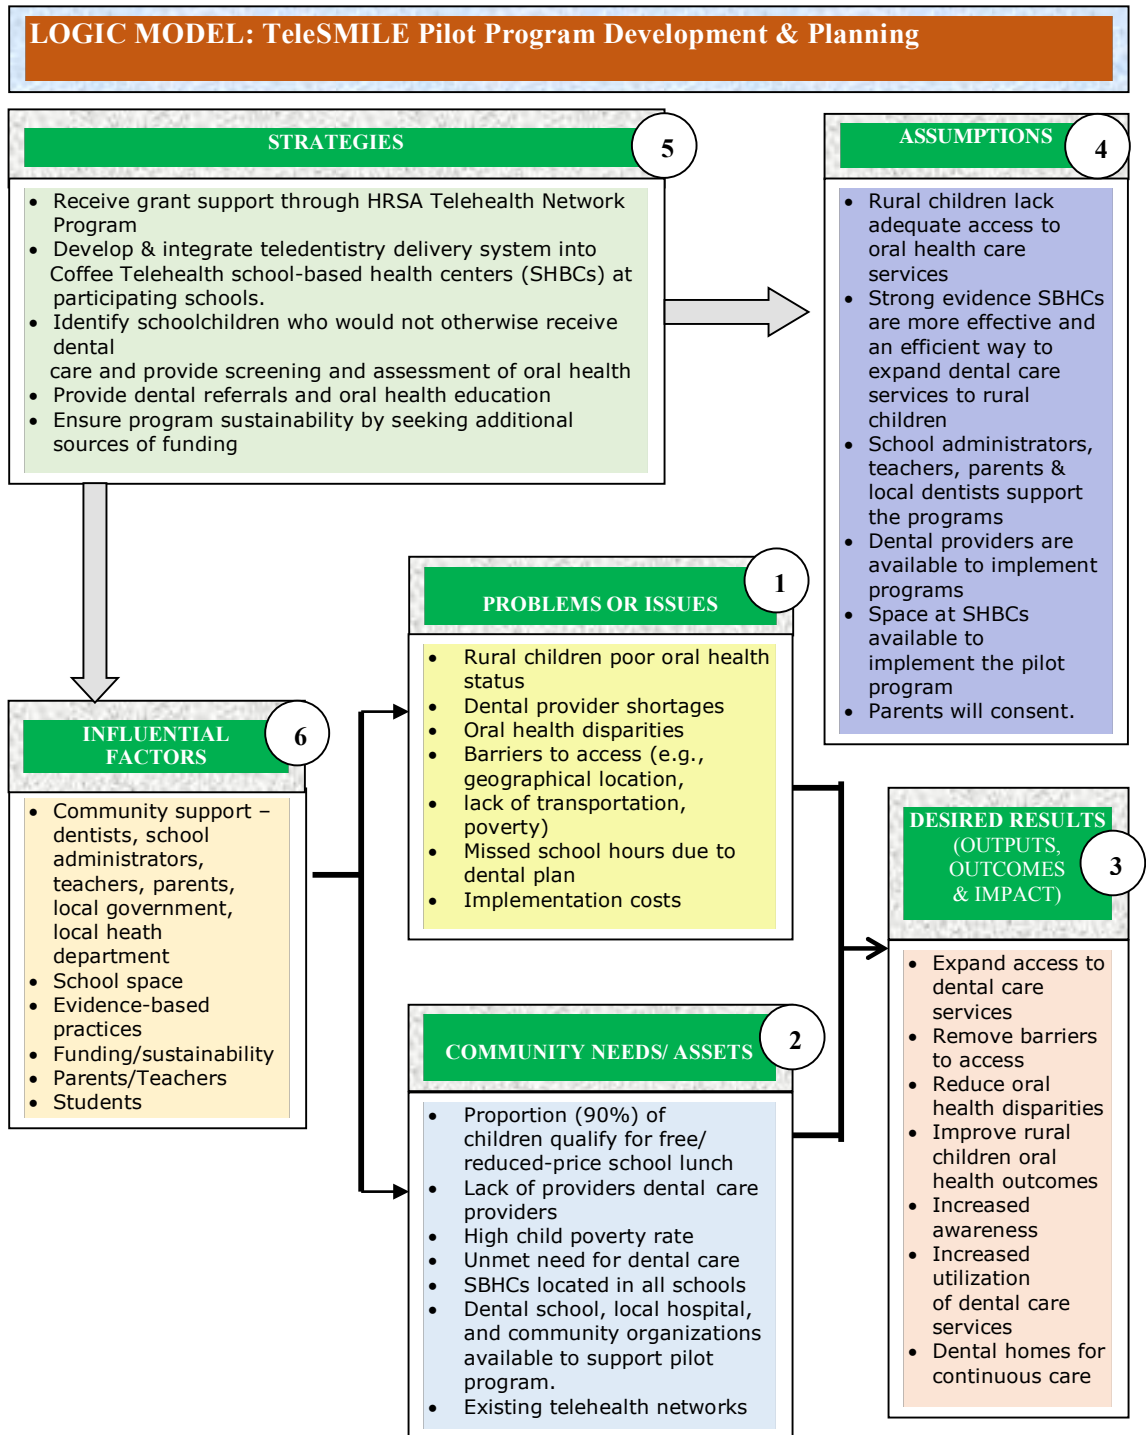 LOGIC MODEL: TeleSMILE Pilot Program Development & Planning
STRATEGIES
5
• Receive grant support through HRSA Telehealth Network
Program
• Develop & integrate teledentistry delivery system into
Coffee Telehealth school-based health centers (SHBCs) at
participating schools.
• Identify schoolchildren who would not otherwise receive
dental
care and provide screening and assessment of oral health
• Provide dental referrals and oral health education
• Ensure program sustainability by seeking additional
sources of funding
ASSUMPTIONS
4
• Rural children lack
adequate access to
oral health care
services
• Strong evidence SBHCs
are more effective and
an efficient way to
expand dental care
services to rural
children
• School administrators,
teachers, parents &
local dentists support
the programs
• Dental providers are
available to implement
programs
• Space at SHBCs
available to
implement the pilot
program
• Parents will consent.
PROBLEMS OR ISSUES
1
• Rural children poor oral health
status
• Dental provider shortages
• Oral health disparities
• Barriers to access (e.g.,
geographical location,
• lack of transportation,
poverty)
• Missed school hours due to
dental plan
• Implementation costs
INFLUENTIAL
FACTORS
6
• Community support –
dentists, school
administrators,
teachers, parents,
local government,
local heath
department
• School space
• Evidence-based
practices
• Funding/sustainability
• Parents/Teachers
• Students
COMMUNITY NEEDS/ ASSETS
2
• Proportion (90%) of
children qualify for free/
reduced-price school lunch
• Lack of providers dental care
providers
• High child poverty rate
• Unmet need for dental care
• SBHCs located in all schools
• Dental school, local hospital,
and community organizations
available to support pilot
program.
• Existing telehealth networks
DESIRED RESULTS
(OUTPUTS,
OUTCOMES
& IMPACT)
3
• Expand access to
dental care
services
• Remove barriers
to access
• Reduce oral
health disparities
• Improve rural
children oral
health outcomes
• Increased
awareness
• Increased
utilization
of dental care
services
• Dental homes for
continuous care